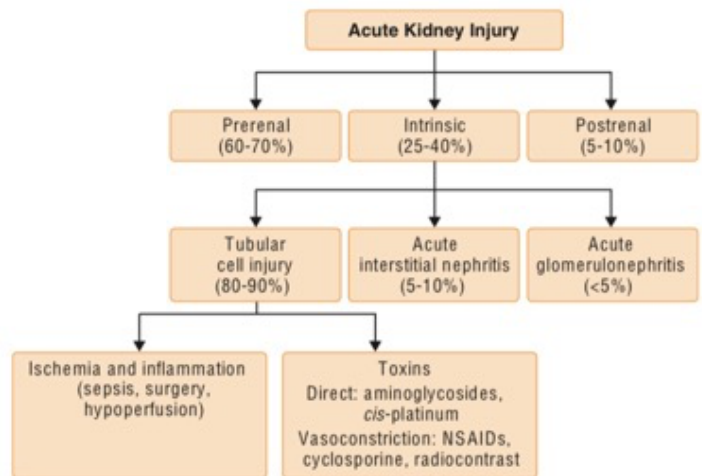 Acute Kidney Injury
Prerenal
(60-70%)
Intrinsic
(25-40%)
Postrenal
(5-10%)
Tubular
cell injury
(80-90%)
Acute
interstitial nephritis
(5-10%)
Acute
glomerulonephritis
(<5%)
Ischemia and inflammation
(sepsis, surgery,
hypoperfusion)
Toxins
Direct: aminoglycosides,
cis-platinum
Vasoconstriction: NSAIDs,
cyclosporine, radiocontrast